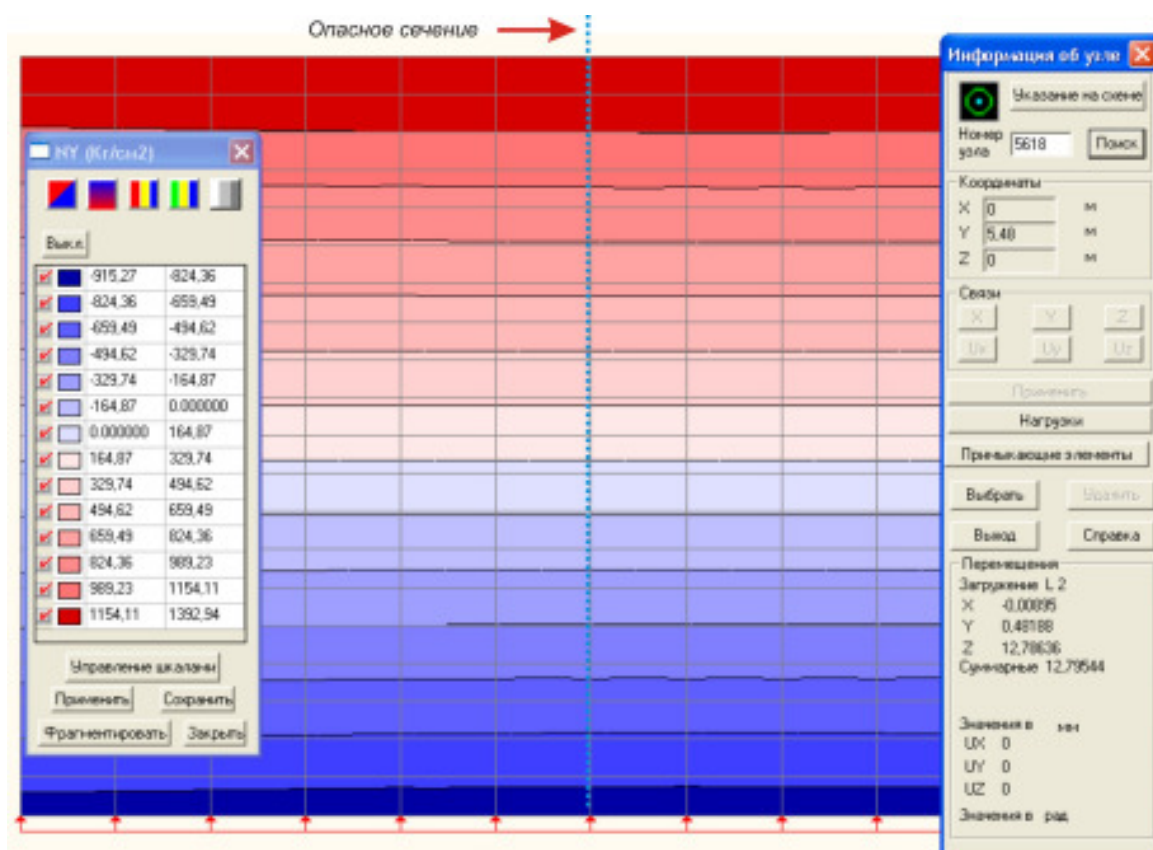 Опасное сечение
NY (Кг/см2)
Выкл.
-915,27 -824,36
-824,36 -659,49
-659,49 -494,62
-494,62 -329,74
-329,74 -164,87
-164,87 0.000000
0.000000 164,87
164,87 329,74
329,74 494,62
494,62 659,49
659,49 824,36
824,36 989,23
989,23 1154,11
1154,11 1392,94
Управление шкалами
Применить Сохранить
Фрагментировать Закрыть
Информация об узле
Указание на схеме
Номер узла 5618 Поиск
Координаты
X 0 м
Y 5,48 м
Z 0 м
Связи
X Y Z
Ux Uy Uz
Применить
Нагрузки
Примыкающие элементы
Выбрать Удалить
Выход Справка
Перемещения
Загружение L 2
X -0,00895
Y 0,48188
Z 12,78636
Суммарные 12,79544
Значения в мм
UX 0
UY 0
UZ 0
Значения в рад